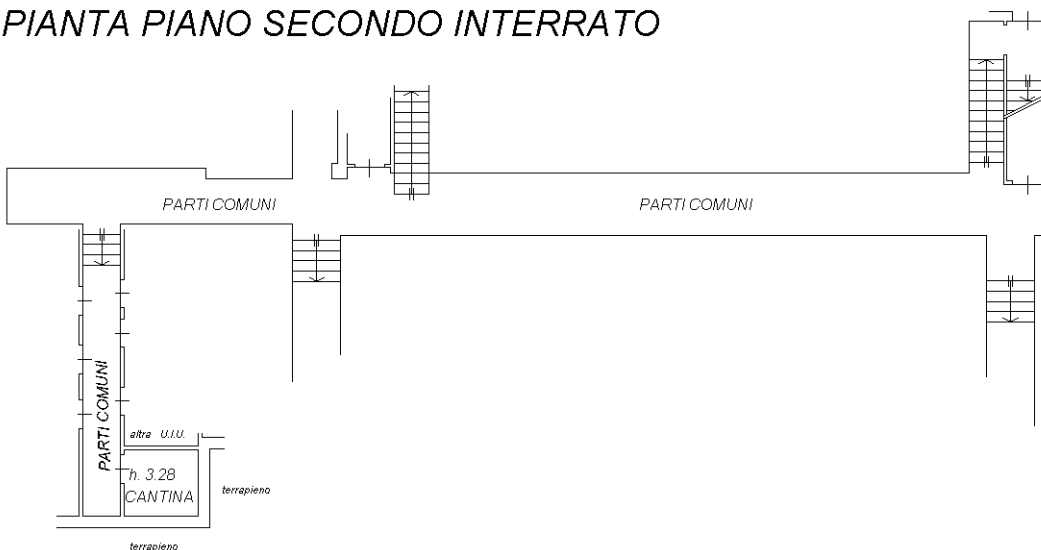 PIANTA PIANO SECONDO INTERRATO
PARTI COMUNI
PARTI COMUNI
PARTI COMUNI
altra U.I.U.
h. 3.28
CANTINA
terrapieno
terrapieno